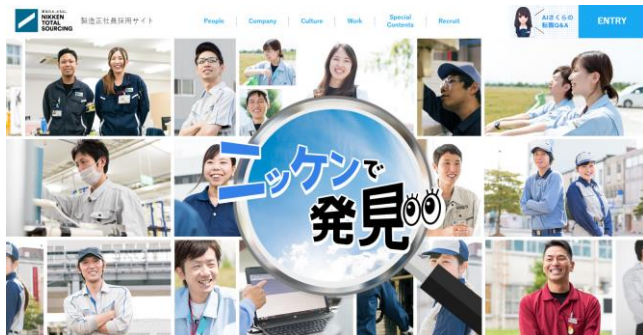 NIKKEN
TOTAL
SOURCING
製造正社員採用サイト
People
Company
Culture
Work
Special
Contents
Recruit
AIさくらの
転職Q&A
ENTRY
ニッケンで
発見